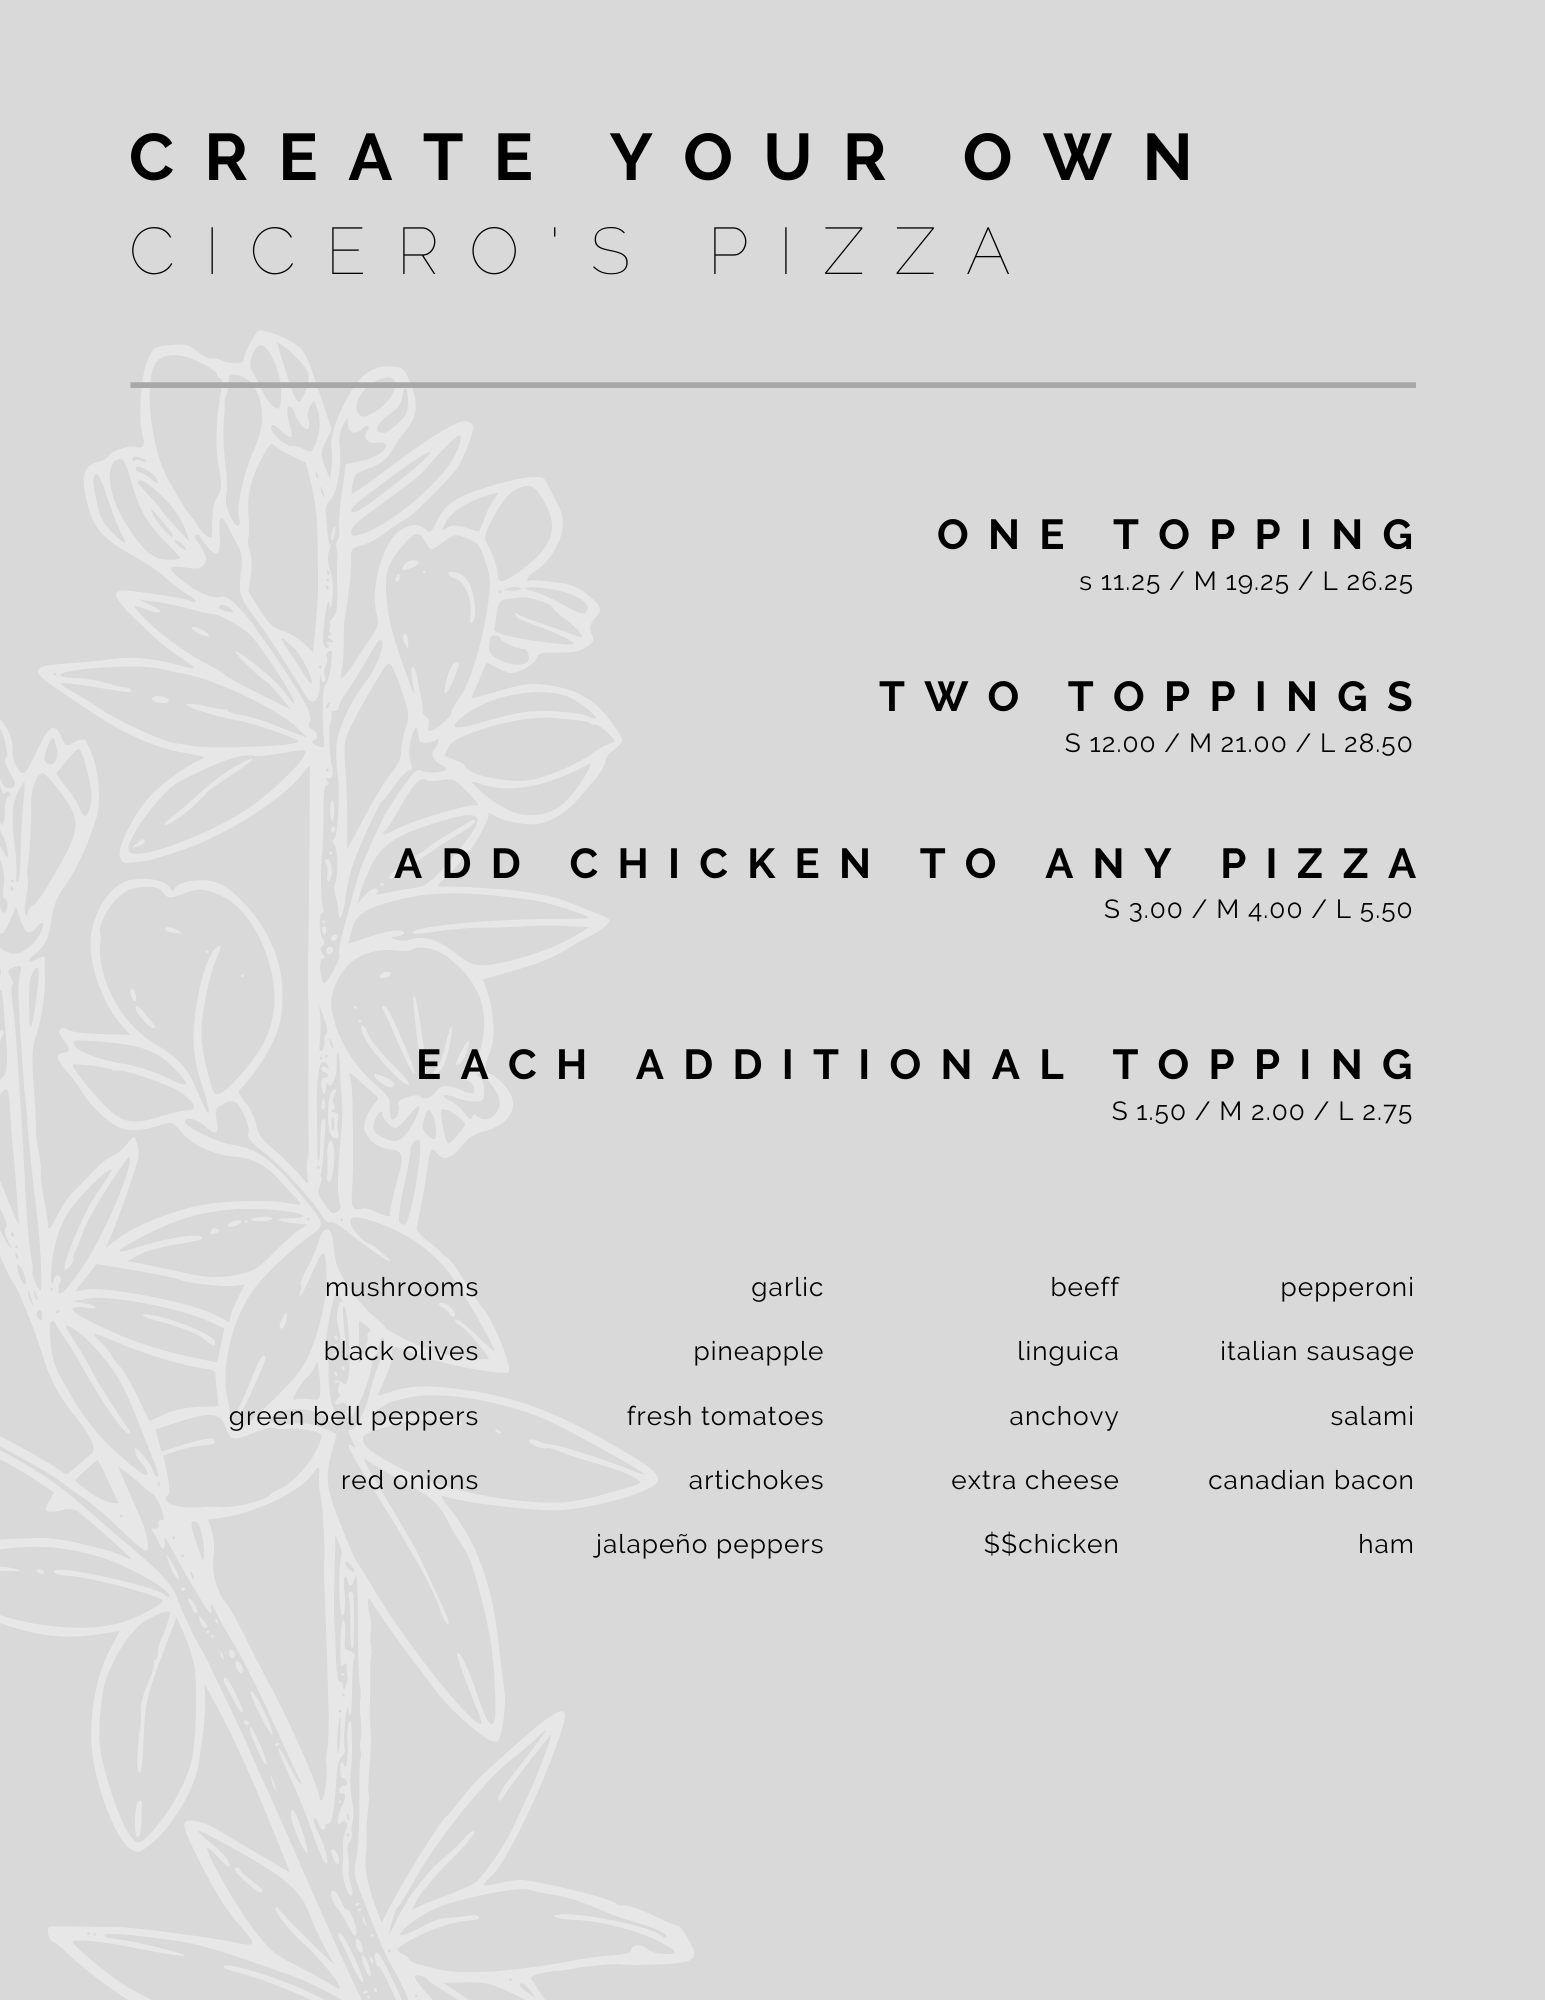 CREATE YOUR OWN
CICERO'S PIZZA
ONE TOPPING
s 11.25 / M 19.25 / L 26.25
TWO TOPPINGS
S 12.00 / M 21.00 / L 28.50
ADD CHICKEN TO ANY PIZZA
S 3.00 / M 4.00 / L 5.50
EACH ADDITIONAL TOPPING
S 1.50 / M 2.00 / L 2.75
mushrooms garlic beeff pepperoni
black olives pineapple linguica italian sausage
green bell peppers fresh tomatoes anchovy salami
red onions artichokes extra cheese canadian bacon
jalapeño peppers $$chicken ham